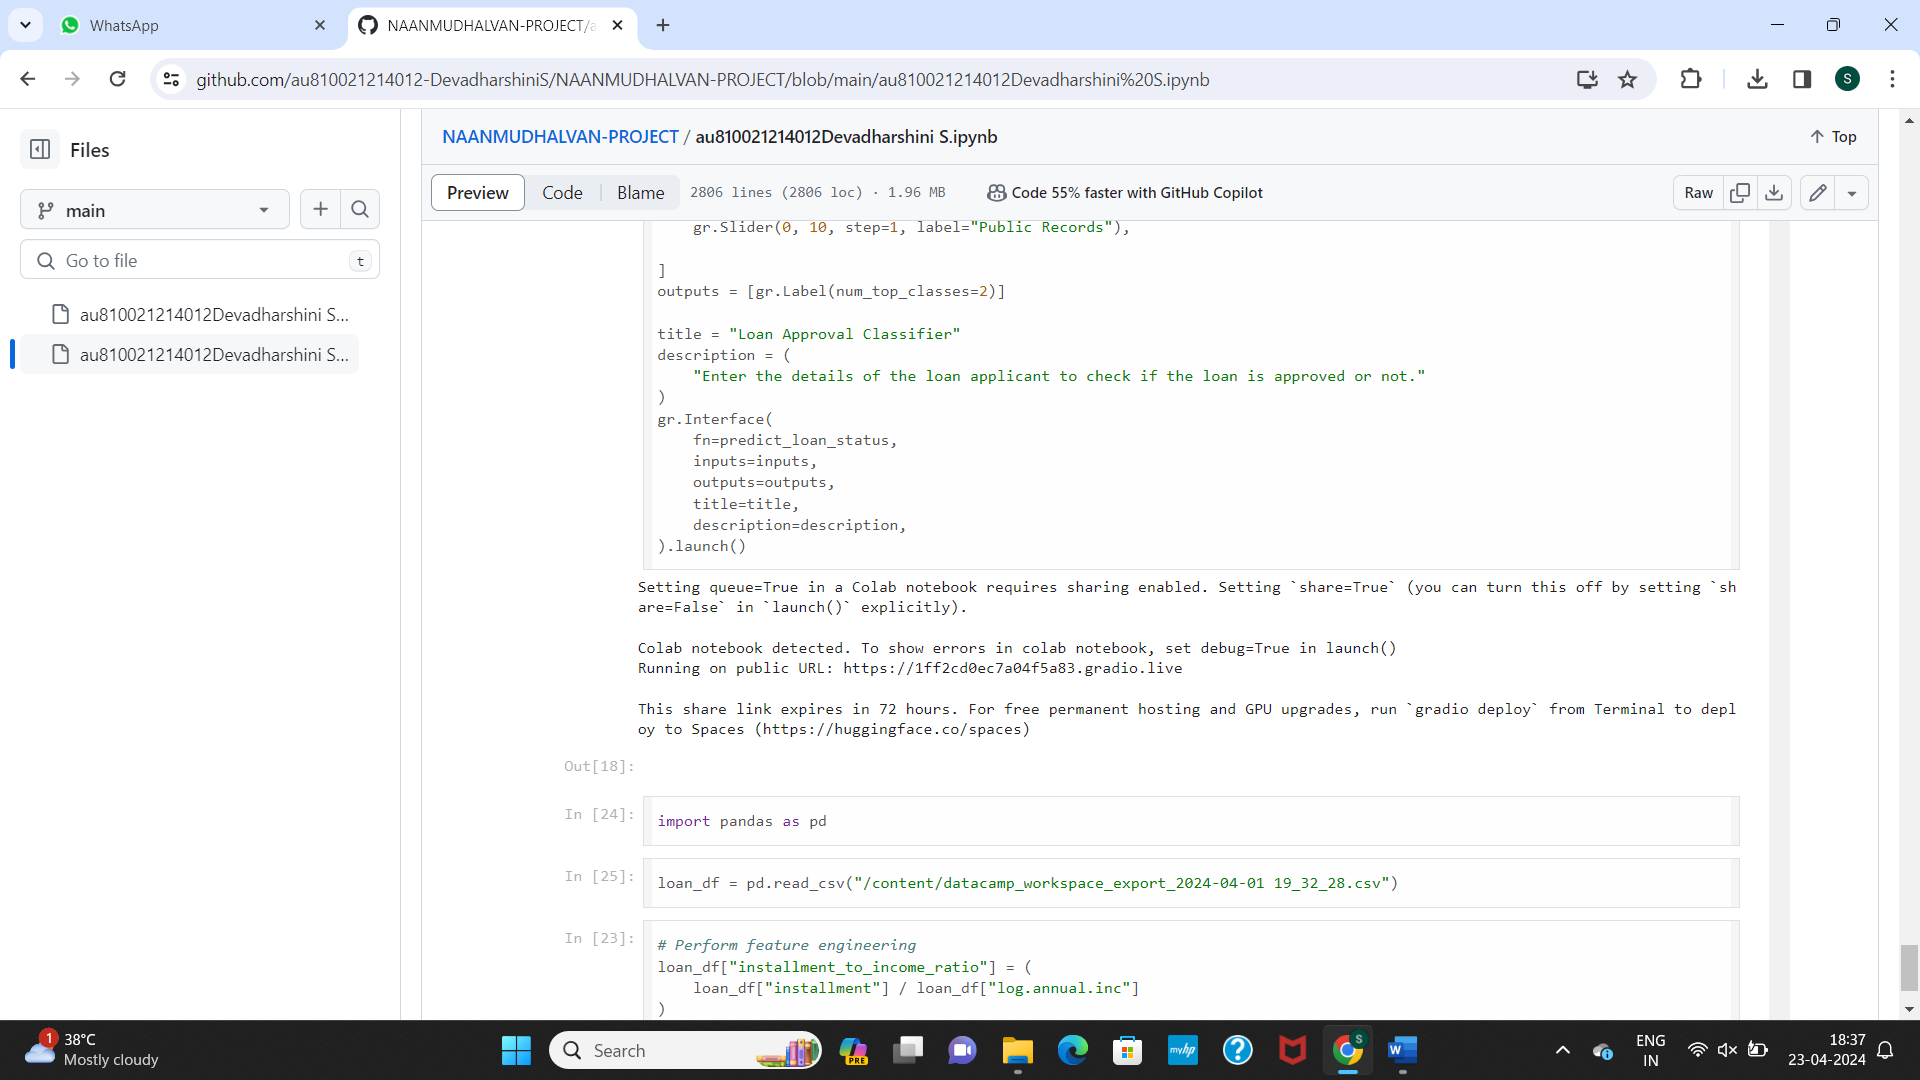 WhatsApp
NAANMUDHALVAN-PROJECT/a
github.com/au810021214012-DevadharshiniS/NAANMUDHALVAN-PROJECT/blob/main/au810021214012Devadharshini%20S.ipynb
S
Files
NAANMUDHALVAN-PROJECT / au810021214012Devadharshini S.ipynb
Top
Preview
Code
Blame
2806 lines (2806 loc) · 1.96 MB
Code 55% faster with GitHub Copilot
Raw
main
Go to file
t
au810021214012Devadharshini S...
au810021214012Devadharshini S...
gr.Slider(0, 10, step=1, label="Public Records"),
]
outputs = [gr.Label(num_top_classes=2)]
title = "Loan Approval Classifier"
description = (
"Enter the details of the loan applicant to check if the loan is approved or not."
)
gr.Interface(
fn=predict_loan_status,
inputs=inputs,
outputs=outputs,
title=title,
description=description,
).launch()
Setting queue=True in a Colab notebook requires sharing enabled. Setting `share=True` (you can turn this off by setting `sh
are=False` in `launch()` explicitly).
Colab notebook detected. To show errors in colab notebook, set debug=True in launch()
Running on public URL: https://1ff2cd0ec7a04f5a83.gradio.live
This share link expires in 72 hours. For free permanent hosting and GPU upgrades, run `gradio deploy` from Terminal to depl
oy to Spaces (https://huggingface.co/spaces)
Out[18]:
In [24]:
import pandas as pd
In [25]:
loan_df = pd.read_csv("/content/datacamp_workspace_export_2024-04-01 19_32_28.csv")
In [23]:
# Perform feature engineering
loan_df["installment_to_income_ratio"] = (
loan_df["installment"] / loan_df["log.annual.inc"]
)
1
38°C
Mostly cloudy
Search
PRE
myhp
S
W
ENG
IN
18:37
23-04-2024